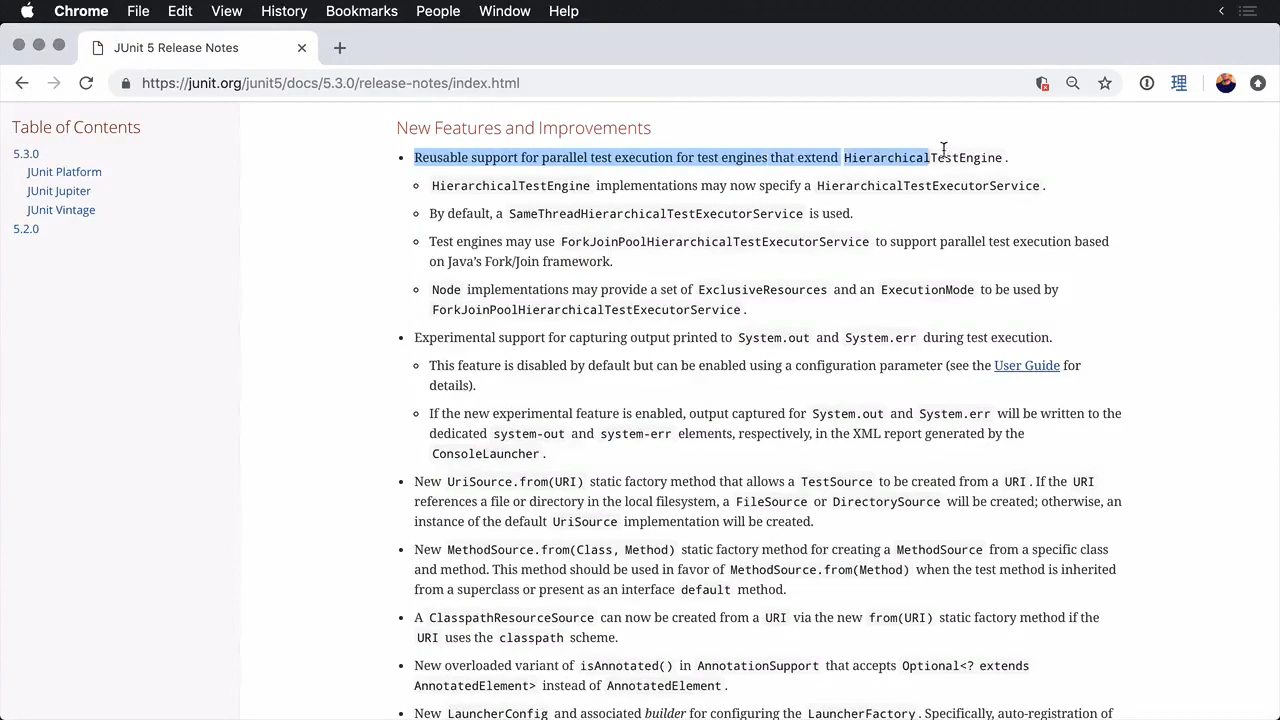 Chrome File Edit View History Bookmarks People Window Help
JUnit 5 Release Notes
https://junit.org/junit5/docs/5.3.0/release-notes/index.html
Table of Contents
5.3.0
JUnit Platform
JUnit Jupiter
JUnit Vintage
5.2.0
New Features and Improvements
• Reusable support for parallel test execution for test engines that extend HierarchicalTestEngine.
◦ HierarchicalTestEngine implementations may now specify a HierarchicalTestExecutorService.
◦ By default, a SameThreadHierarchicalTestExecutorService is used.
◦ Test engines may use ForkJoinPoolHierarchicalTestExecutorService to support parallel test execution based
on Java’s Fork/Join framework.
◦ Node implementations may provide a set of ExclusiveResources and an ExecutionMode to be used by
ForkJoinPoolHierarchicalTestExecutorService.
• Experimental support for capturing output printed to System.out and System.err during test execution.
◦ This feature is disabled by default but can be enabled using a configuration parameter (see the User Guide for
details).
◦ If the new experimental feature is enabled, output captured for System.out and System.err will be written to the
dedicated system-out and system-err elements, respectively, in the XML report generated by the
ConsoleLauncher.
• New UriSource.from(URI) static factory method that allows a TestSource to be created from a URI. If the URI
references a file or directory in the local filesystem, a FileSource or DirectorySource will be created; otherwise, an
instance of the default UriSource implementation will be created.
• New MethodSource.from(Class, Method) static factory method for creating a MethodSource from a specific class
and method. This method should be used in favor of MethodSource.from(Method) when the test method is inherited
from a superclass or present as an interface default method.
• A ClasspathResourceSource can now be created from a URI via the new from(URI) static factory method if the
URI uses the classpath scheme.
• New overloaded variant of isAnnotated() in AnnotationSupport that accepts Optional<? extends
AnnotatedElement> instead of AnnotatedElement.
• New LauncherConfig and associated builder for configuring the LauncherFactory. Specifically, auto-registration of